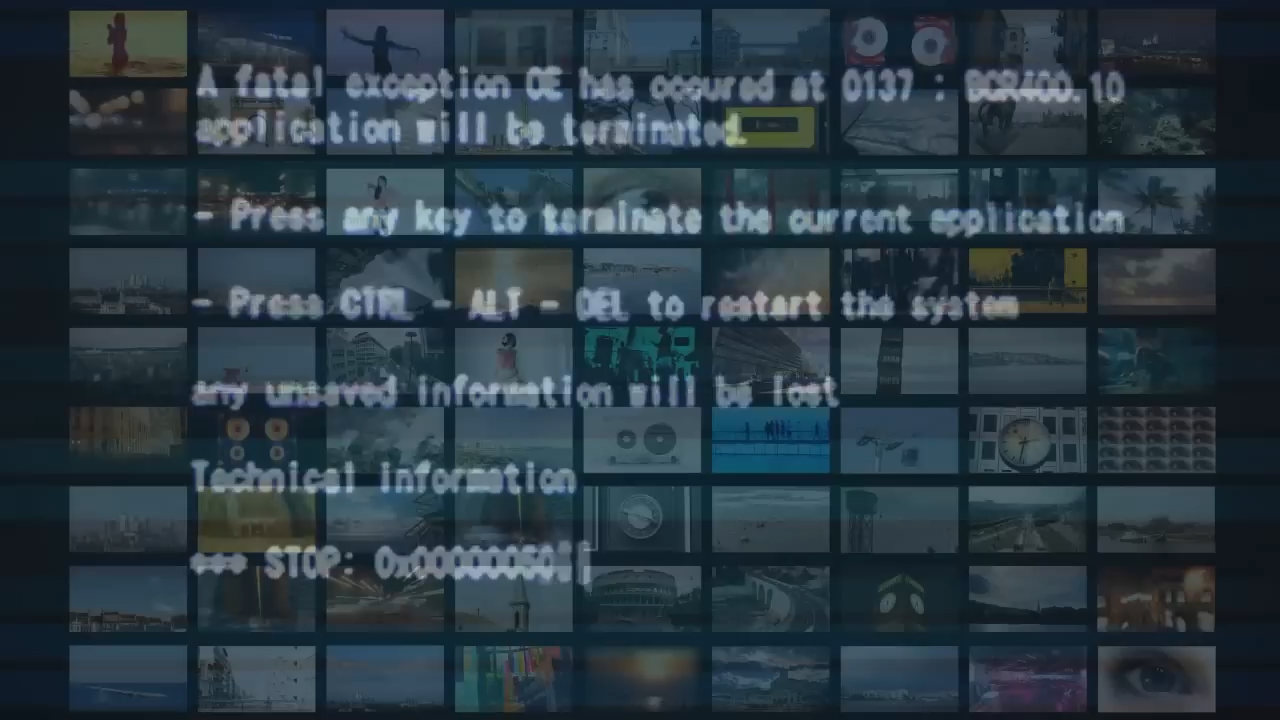 A fatal exception OE has occured at 0137 : BCR400.10
application will be terminated.
- Press any key to terminate the current application
- Press CTRL - ALT - DEL to restart the system
any unsaved information will be lost
Technical information
*** STOP: 0x00000050